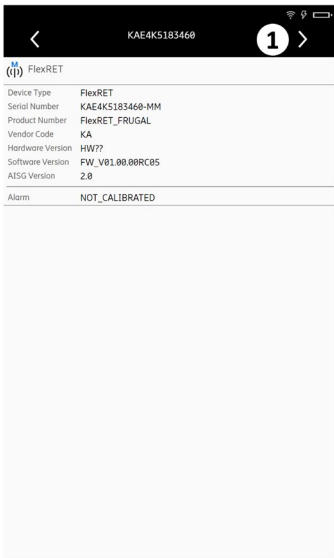 KAE4K5183460
1
M
FlexRET
Device Type FlexRET
Serial Number KAE4K5183460-MM
Product Number FlexRET_FRUGAL
Vendor Code KA
Hardware Version HW??
Software Version FW_V01.00.00RC05
AISG Version 2.0
Alarm NOT_CALIBRATED